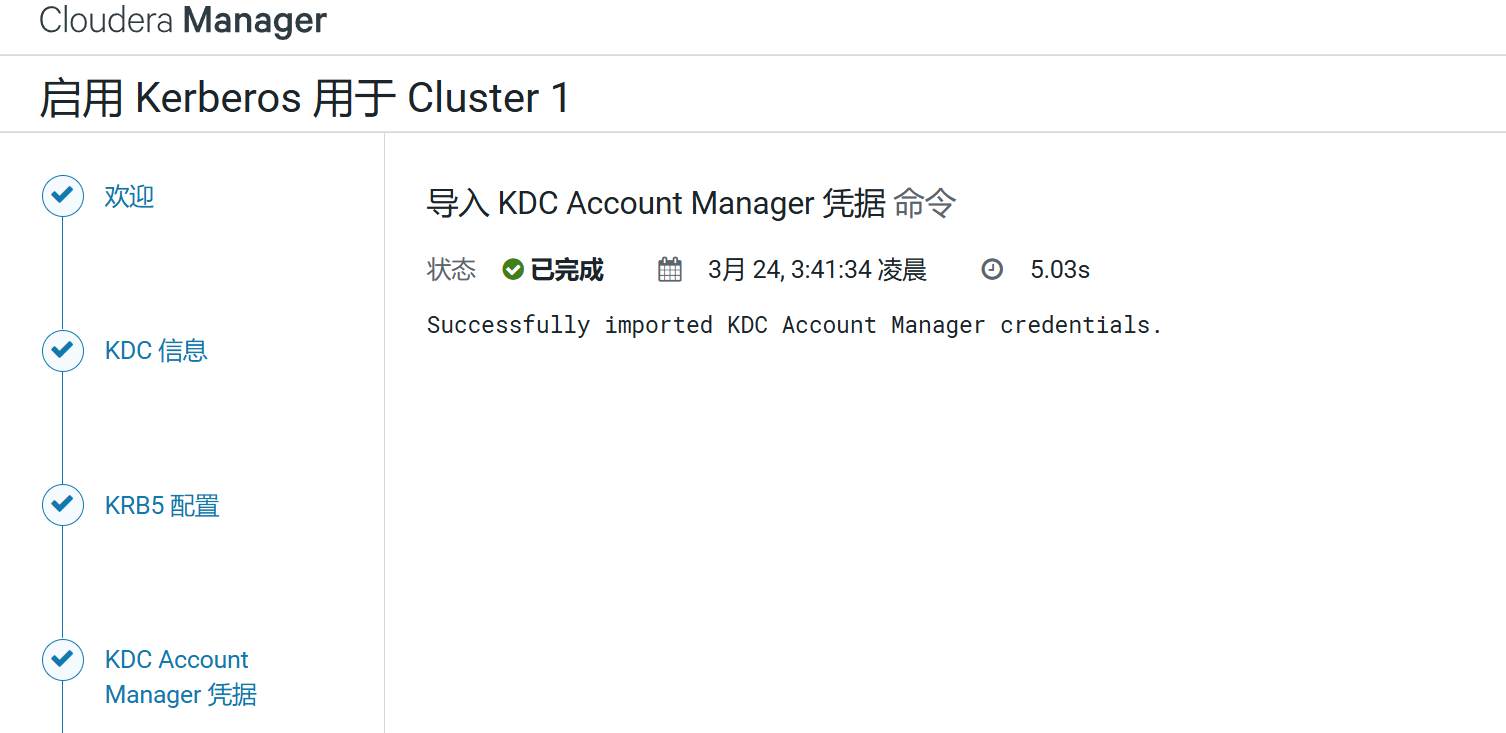 Cloudera Manager
启用 Kerberos 用于 Cluster 1
欢迎
KDC 信息
KRB5 配置
KDC Account
Manager 凭据
导入 KDC Account Manager 凭据 命令
状态 已完成 3月 24, 3:41:34 凌晨 5.03s
Successfully imported KDC Account Manager credentials.